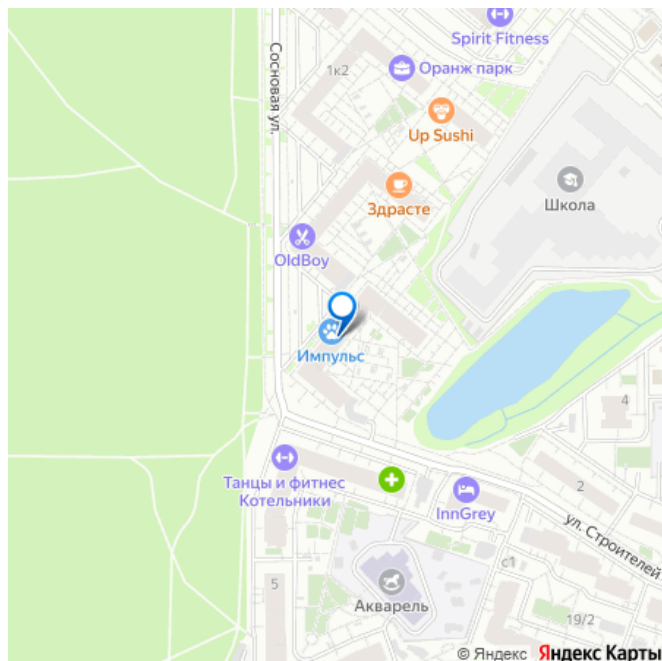 Spirit Fitness
Сосновая ул.
1к2
Оранж парк
Up Sushi
Здрасте
Школа
OldBoy
Импульс
4
Танцы и фитнес
Котельники
InnGrey
2
ул. Строителей
с1
5
Акварель
19/2
© Яндекс Яндекс Карты